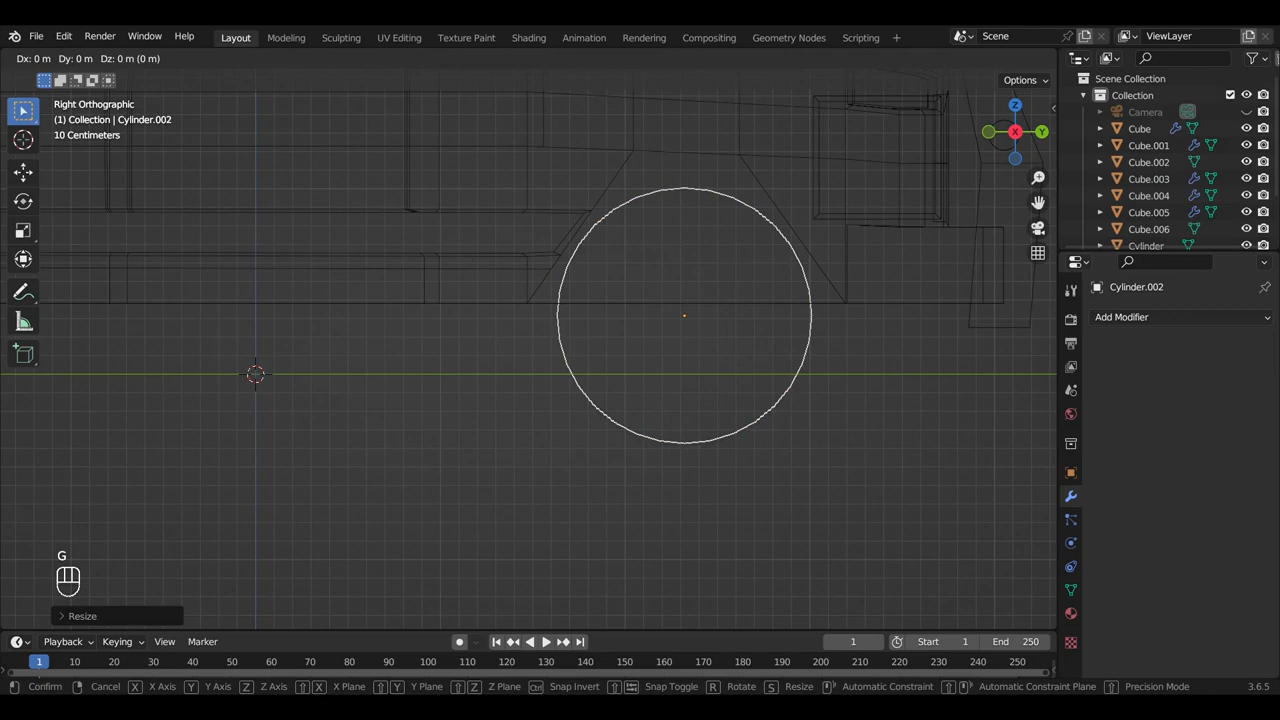 File Edit Render Window Help Layout Modeling Sculpting UV Editing Texture Paint Shading Animation Rendering Compositing Geometry Nodes Scripting + Scene ViewLayer
Dx: 0 m Dy: 0 m Dz: 0 m (0 m)
Options
Right Orthographic
(1) Collection | Cylinder.002
10 Centimeters
Z
X
Y
Scene Collection
Collection
Camera
Cube
Cube.001
Cube.002
Cube.003
Cube.004
Cube.005
Cube.006
Cylinder
Cylinder.002
Add Modifier
G
Resize
Playback Keying View Marker 1 Start 1 End 250
1 10 20 30 40 50 60 70 80 90 100 110 120 130 140 150 160 170 180 190 200 210 220 230 240 250
Confirm Cancel X X Axis Y Y Axis Z Z Axis X X Plane Y Y Plane Z Z Plane Ctrl Snap Invert Snap Toggle R Rotate S Resize Automatic Constraint Automatic Constraint Plane Precision Mode 3.6.5